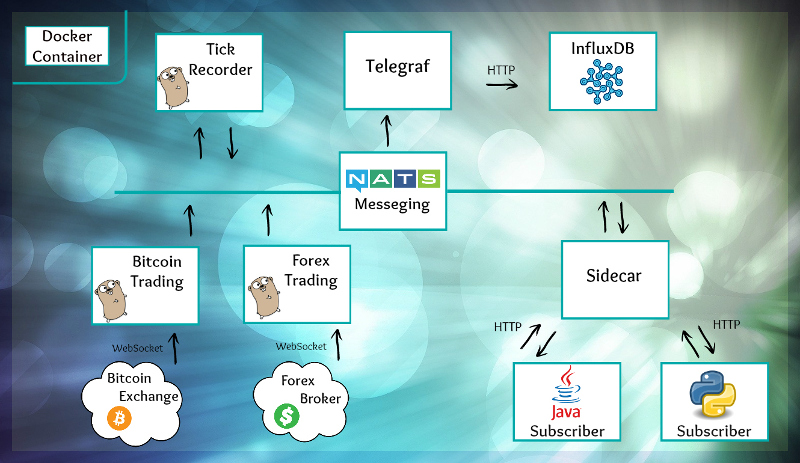 Docker
Container
Tick
Recorder
Telegraf
HTTP
InfluxDB
NATS
Messeging
Bitcoin
Trading
Forex
Trading
Sidecar
WebSocket
WebSocket
HTTP
HTTP
Bitcoin
Exchange
Forex
Broker
$
Java
Subscriber
Subscriber